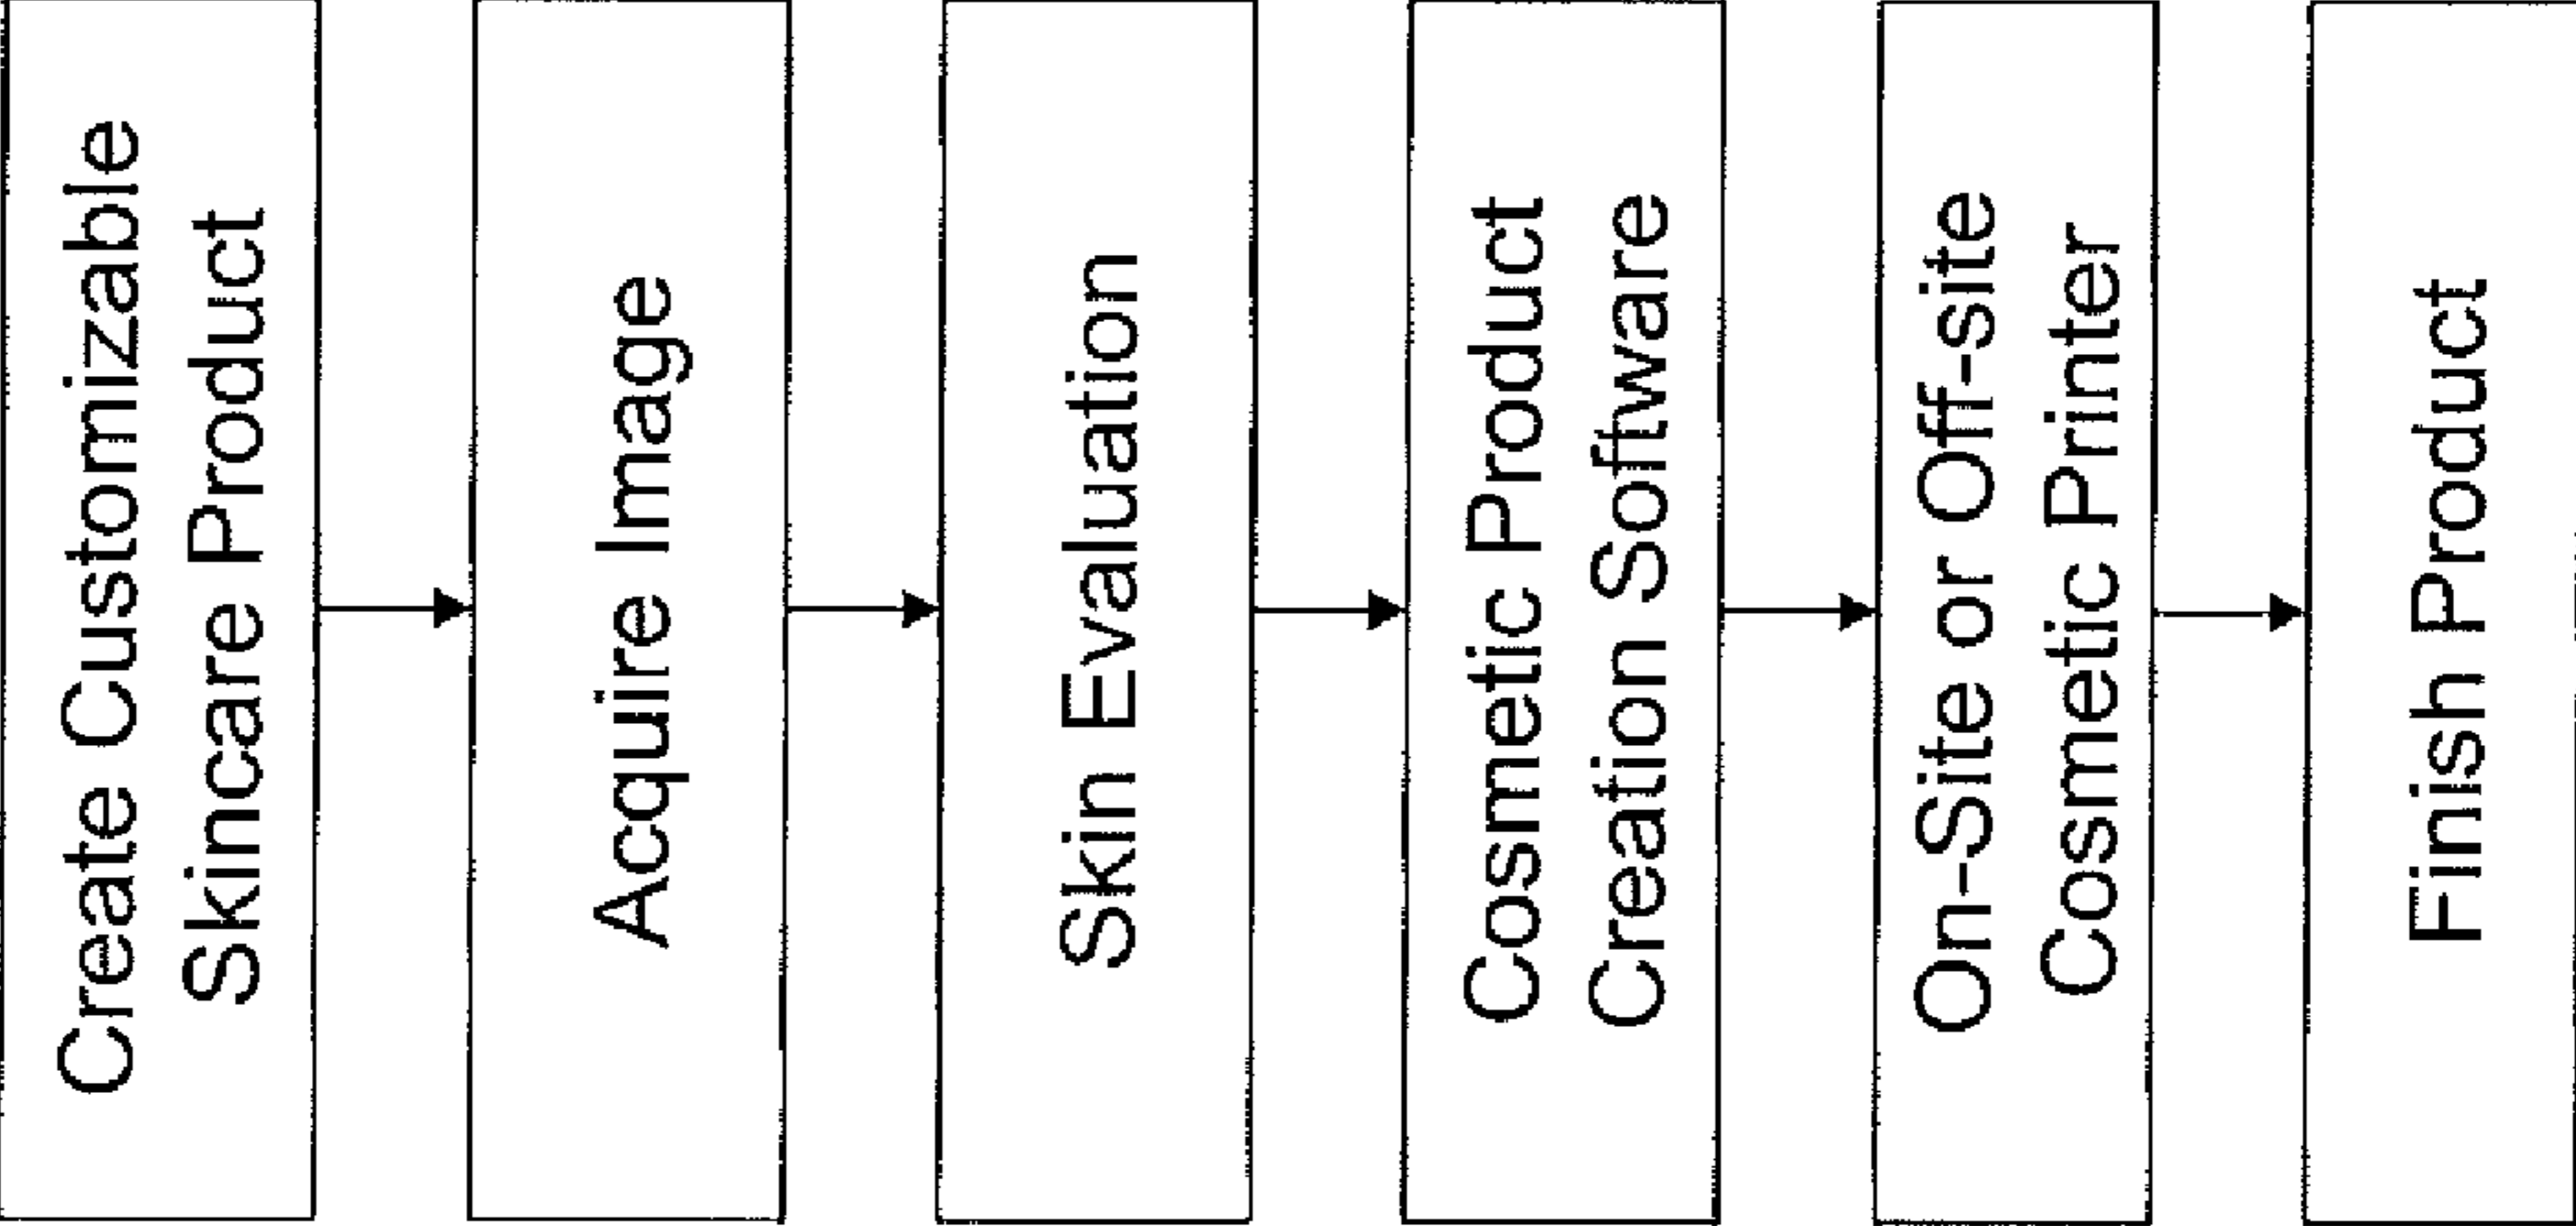 Create Customizable
Skincare Product
Acquire Image
Skin Evaluation
Cosmetic Product
Creation Software
On-Site or Off-site
Cosmetic Printer
Finish Product